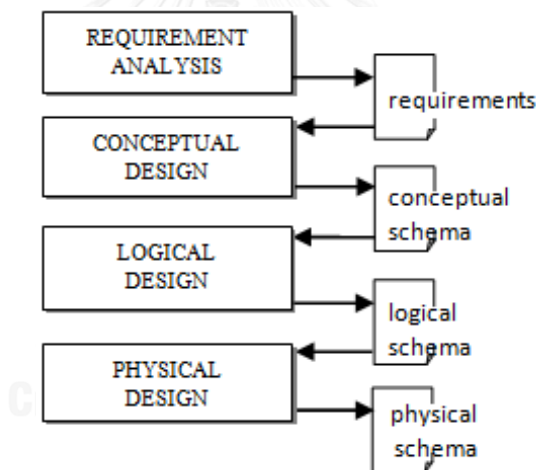 REQUIREMENT
ANALYSIS
requirements
CONCEPTUAL
DESIGN
conceptual
schema
LOGICAL
DESIGN
logical
schema
PHYSICAL
DESIGN
physical
schema